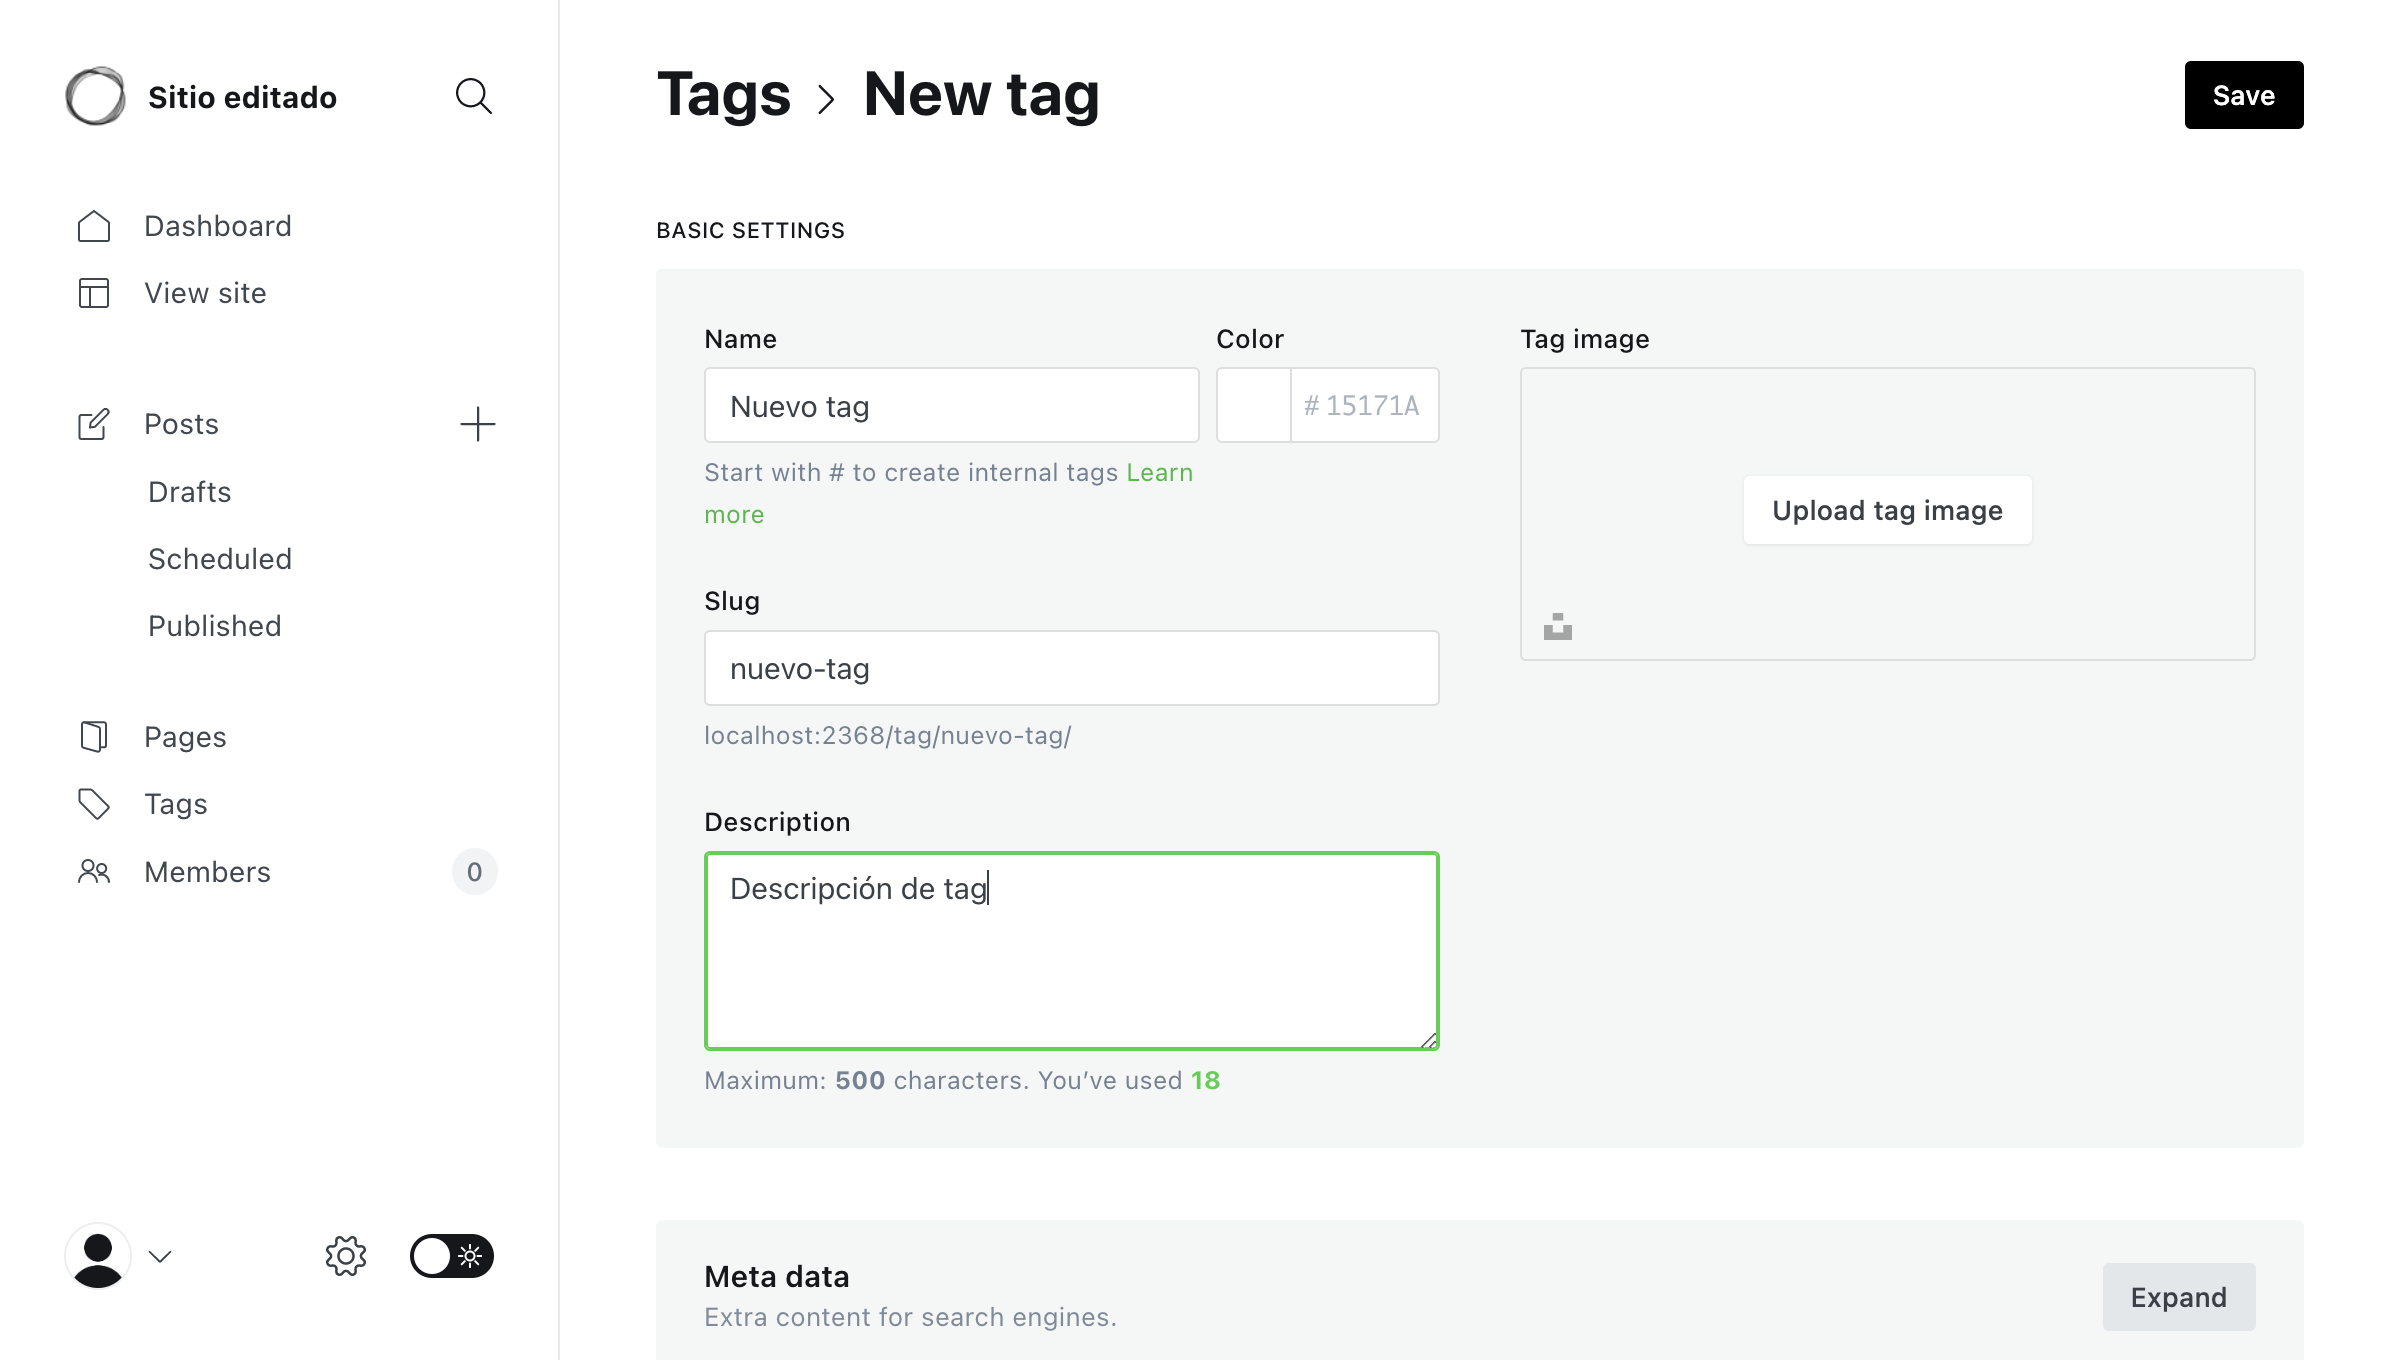 Sitio editado
Dashboard
View site
Posts
Drafts
Scheduled
Published
Pages
Tags
Members
0
Tags
New tag
Save
BASIC SETTINGS
Name
Nuevo tag
Color
# 15171A
Start with # to create internal tags Learn
more
Slug
nuevo-tag
localhost:2368/tag/nuevo-tag/
Description
Descripción de tag
Maximum: 500 characters. You’ve used 18
Tag image
Upload tag image
Meta data
Extra content for search engines.
Expand